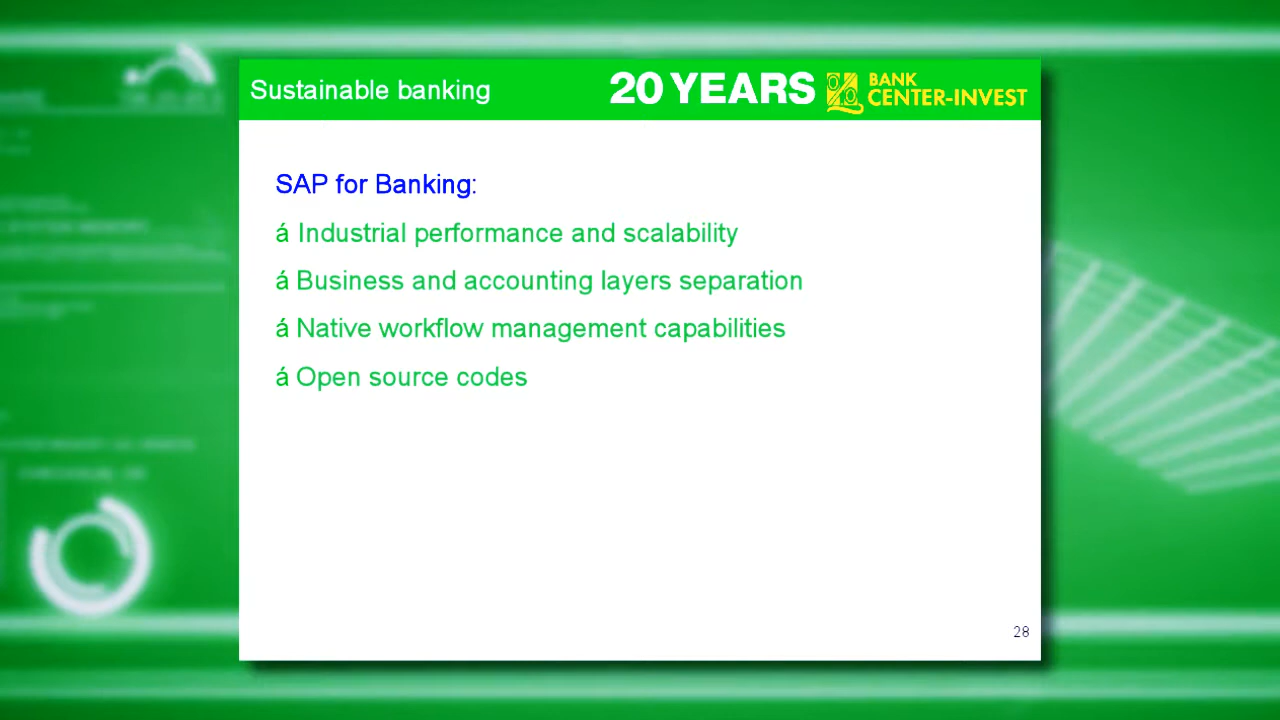 Sustainable banking
20 YEARS
BANK
CENTER-INVEST
SAP for Banking:
á Industrial performance and scalability
á Business and accounting layers separation
á Native workflow management capabilities
á Open source codes
28